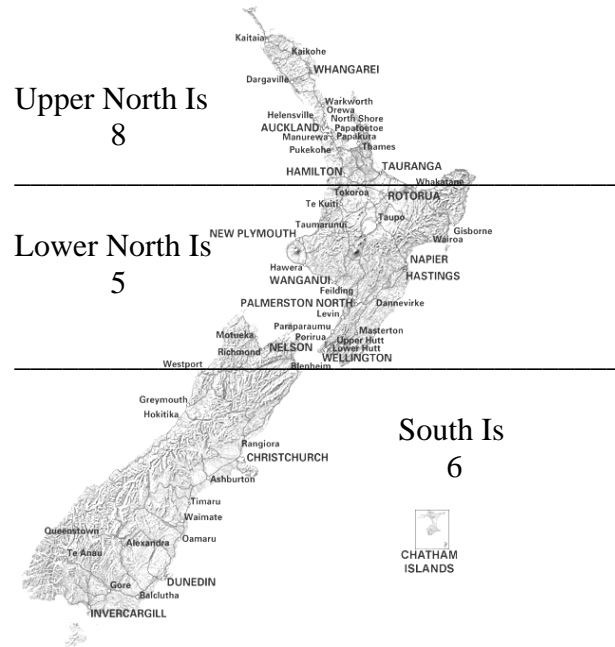 Kaitaia
Kaikohe
WHANGAREI
Dargaville
Upper North Is
8
Warkworth
Orewa
Helensville
North Shore
AUCKLAND
Papatoetoe
Manurewa
Papakura
Pukekohe
Thames
HAMILTON
TAURANGA
Whakatane
Tokoroa
ROTORUA
Te Kuiti
Taupo
Taumarunui
NEW PLYMOUTH
Gisborne
Wairoa
Lower North Is
5
NAPIER
Hawera
HASTINGS
WANGANUI
Feilding
PALMERSTON NORTH
Dannevirke
Levin
Paraparaumu
Masterton
Motueka
Porirua
Upper Hutt
Richmond
NELSON
Lower Hutt
WELLINGTON
Westport
Blenheim
Greymouth
Hokitika
South Is
6
Rangiora
CHRISTCHURCH
Ashburton
Timaru
Waimate
Queenstown
Oamaru
Alexandra
Te Anau
CHATHAM
ISLANDS
Gore
DUNEDIN
Balclutha
INVERCARGILL